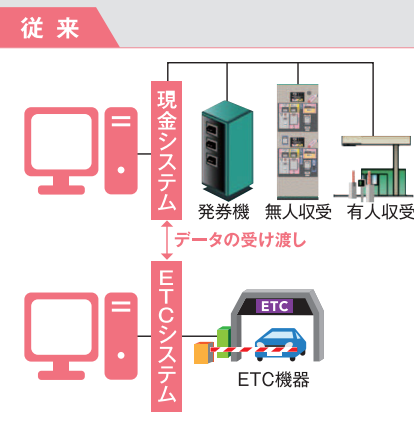 従来
現金システム
発券機
無人収受
有人収受
データの受け渡し
ETCシステム
ETC
ETC機器